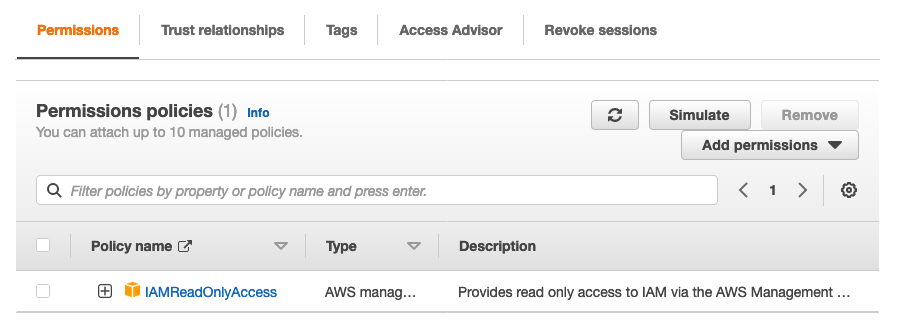 Permissions Trust relationships Tags Access Advisor Revoke sessions
Permissions policies (1) Info
You can attach up to 10 managed policies.
Simulate Remove
Add permissions
Filter policies by property or policy name and press enter.
1
Policy name Type Description
IAMReadOnlyAccess AWS manag... Provides read only access to IAM via the AWS Management ...